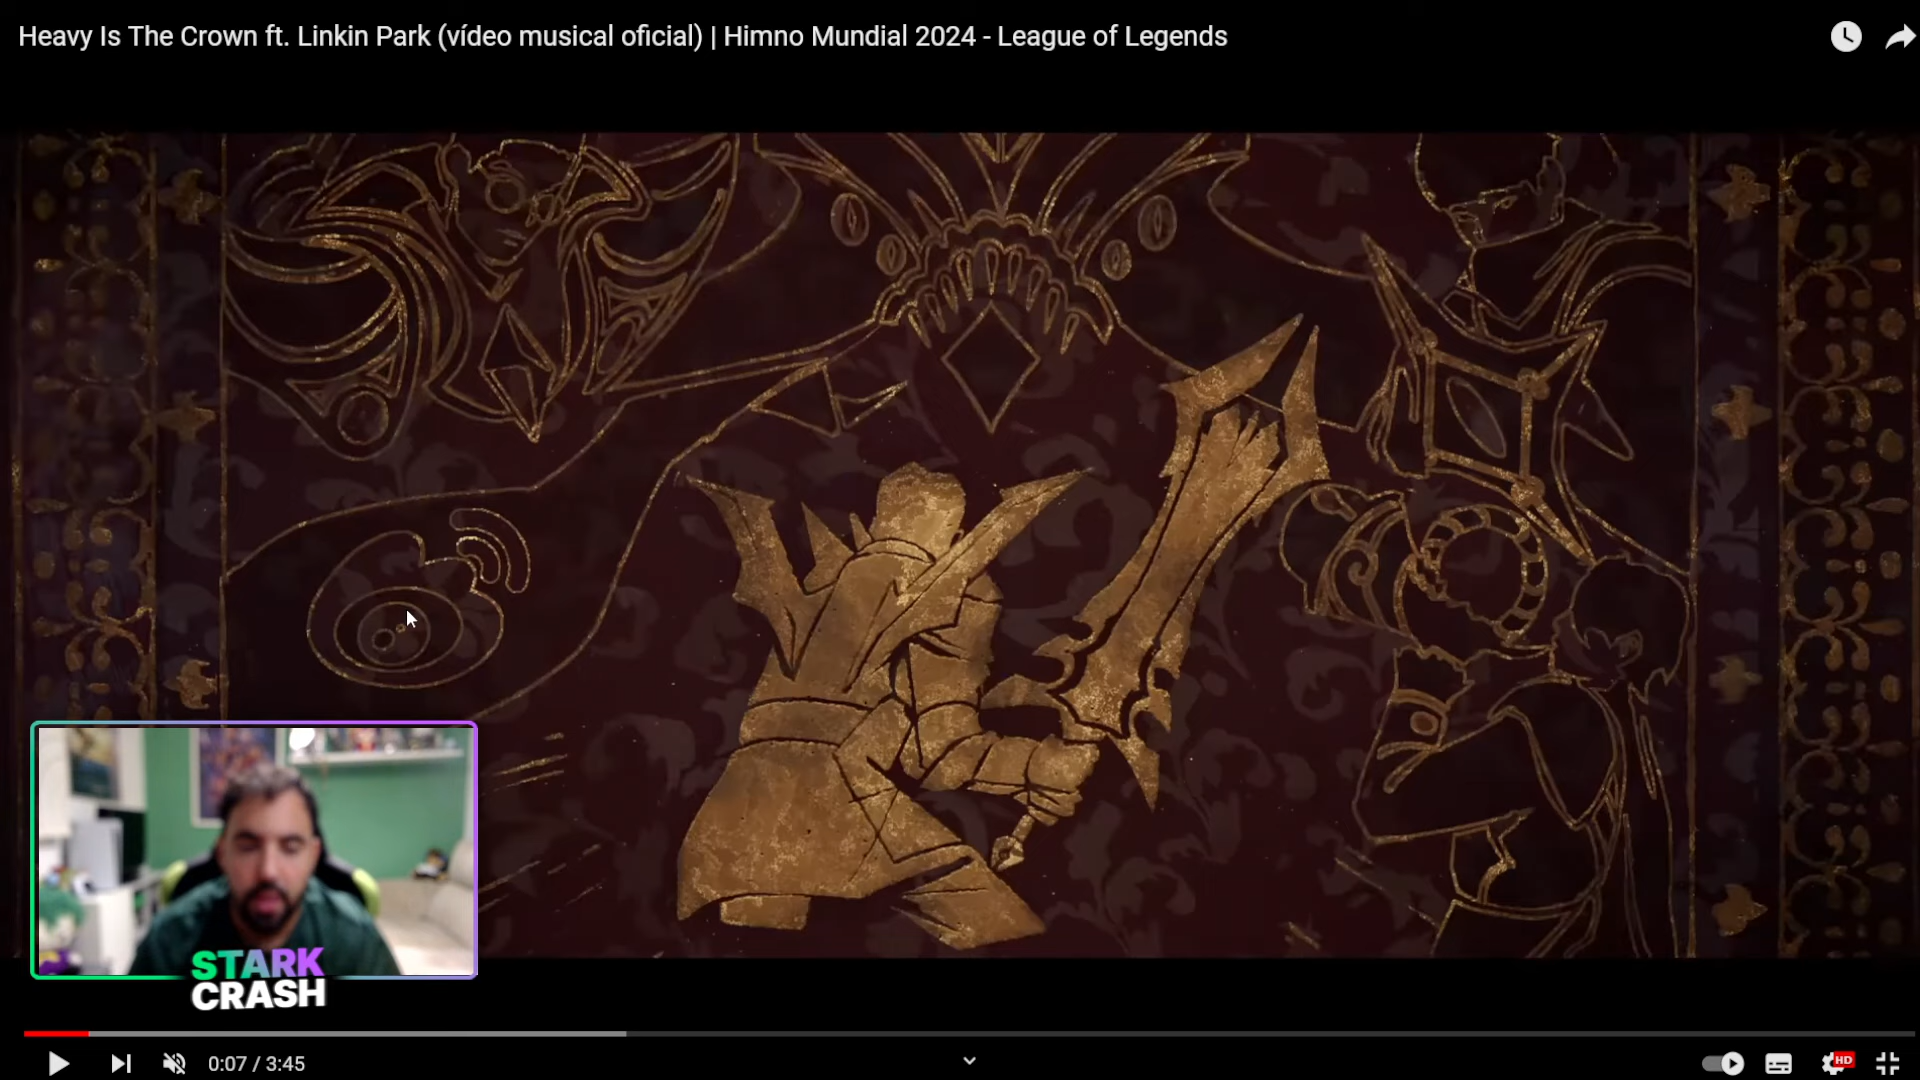 Heavy Is The Crown ft. Linkin Park (vídeo musical oficial) | Himno Mundial 2024 - League of Legends
STARK
CRASH
0:07 / 3:45
HD